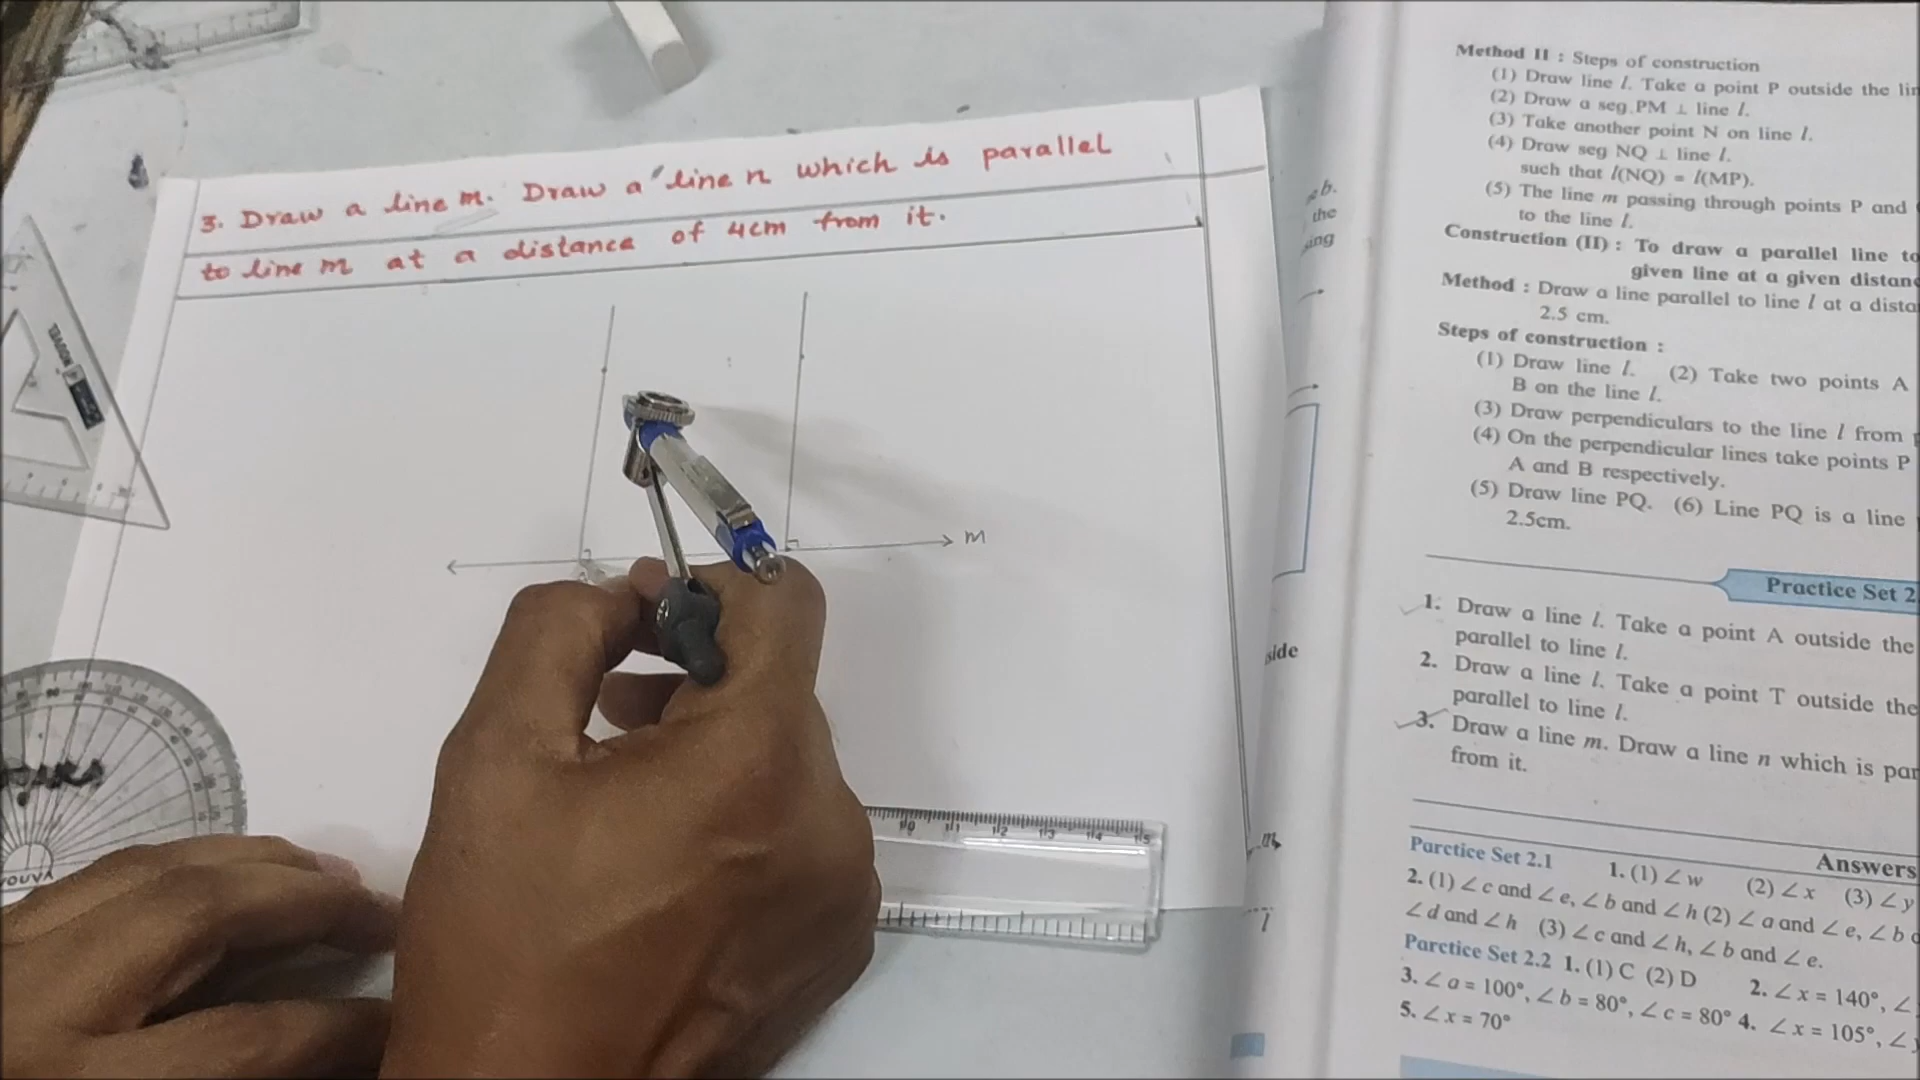 3. Draw a line m. Draw a line n which is parallel
to line m at a distance of 4cm from it.
m
b.
the
sing
side
m
l
YOUVA
10 11 12 13 14 15
Method II : Steps of construction
(1) Draw line l. Take a point P outside the
(2) Draw a seg PM ⊥ line l.
(3) Take another point N on line l.
(4) Draw seg NQ ⊥ line l.
such that l(NQ) = l(MP).
(5) The line m passing through points P and
to the line l.
Construction (II) : To draw a parallel line to
given line at a given
Method : Draw a line parallel to line l at a
2.5 cm.
Steps of construction :
(1) Draw line l. (2) Take two points A
B on the line l.
(3) Draw perpendiculars to the line l from
(4) On the perpendicular lines take points P
A and B respectively.
(5) Draw line PQ. (6) Line PQ is a line
2.5cm.
Practice Set 2
1. Draw a line l. Take a point A outside the
parallel to line l.
2. Draw a line l. Take a point T outside the
parallel to line l.
3. Draw a line m. Draw a line n which is par
from it.
Answers
Parctice Set 2.1 1. (1) ∠ w (2) ∠ x (3) ∠ y
2. (1) ∠ c and ∠ e, ∠ b and ∠ h (2) ∠ a and ∠ e, ∠ b
∠ d and ∠ h (3) ∠ c and ∠ h, ∠ b and ∠ e.
Parctice Set 2.2 1. (1) C (2) D 2. ∠ x = 140°, ∠
3. ∠ a = 100°, ∠ b = 80°, ∠ c = 80° 4. ∠ x = 105°, ∠
5. ∠ x = 70°